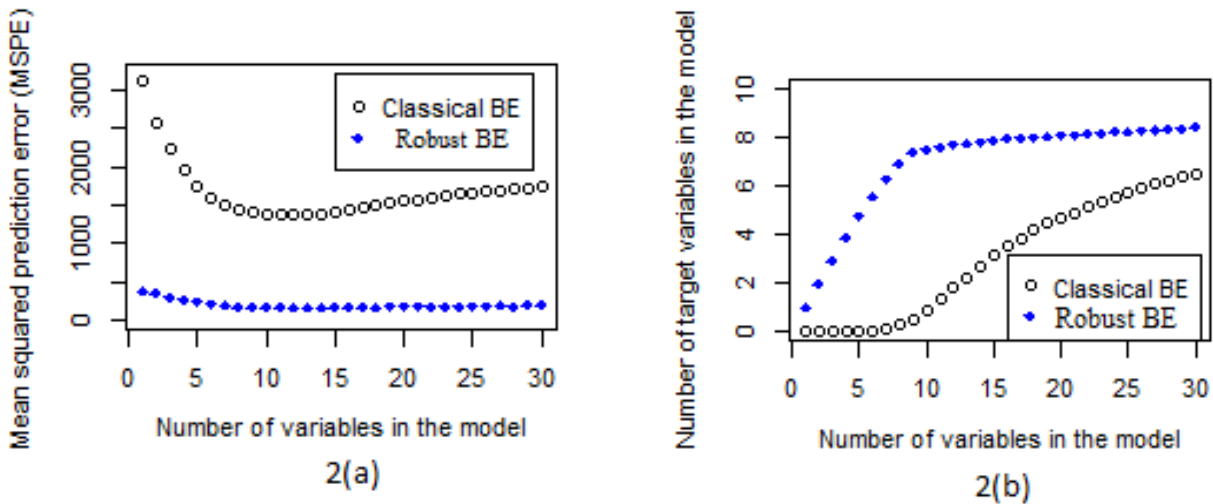 Mean squared prediction error (MSPE)
3000
2000
1000
0
Classical BE
Robust BE
0 5 10 15 20 25 30
Number of variables in the model
2(a)
Number of target variables in the model
10
8
6
4
2
0
Classical BE
Robust BE
0 5 10 15 20 25 30
Number of variables in the model
2(b)